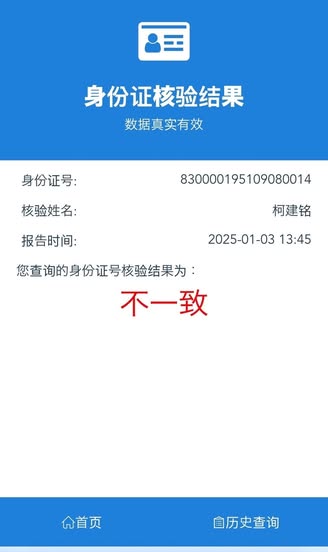 身份证核验结果
数据真实有效
身份证号: 830000195109080014
核验姓名: 柯建铭
报告时间: 2025-01-03 13:45
您查询的身份证号核验结果为：
不一致
首页 历史查询